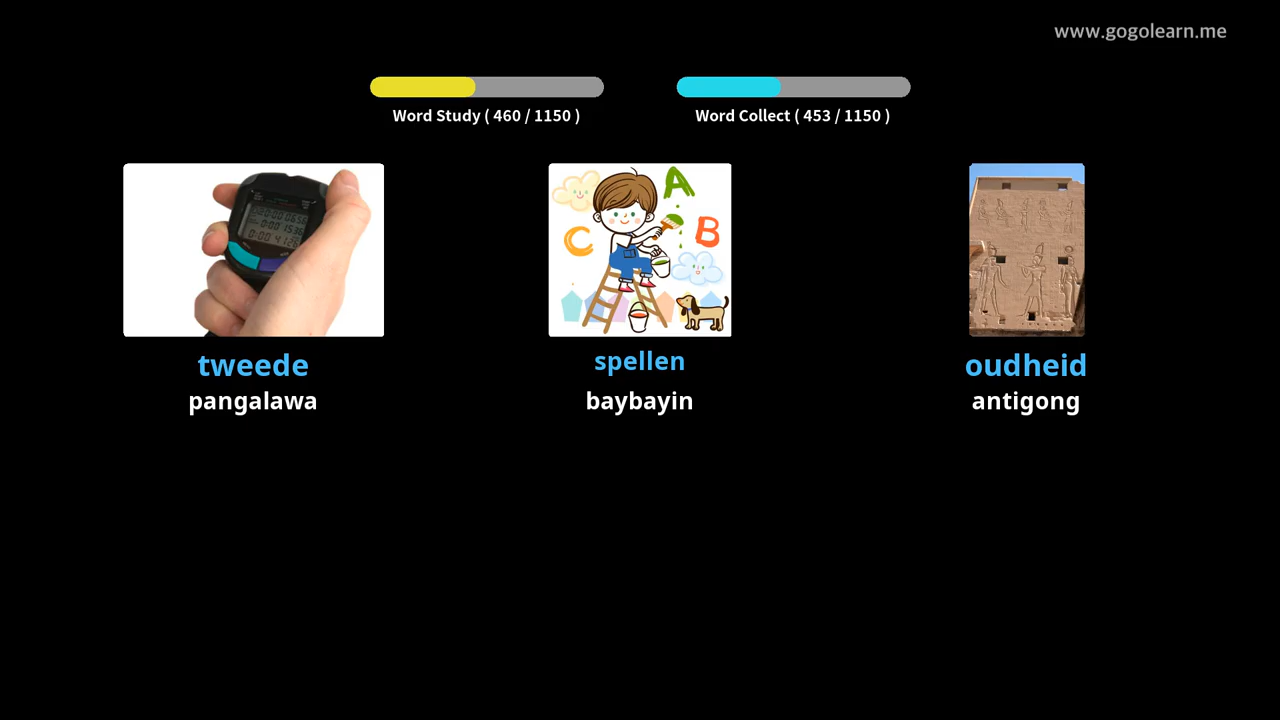 www.gogolearn.me
Word Study ( 460 / 1150 )
Word Collect ( 453 / 1150 )
A
B
C
tweede
spellen
oudheid
pangalawa
baybayin
antigong